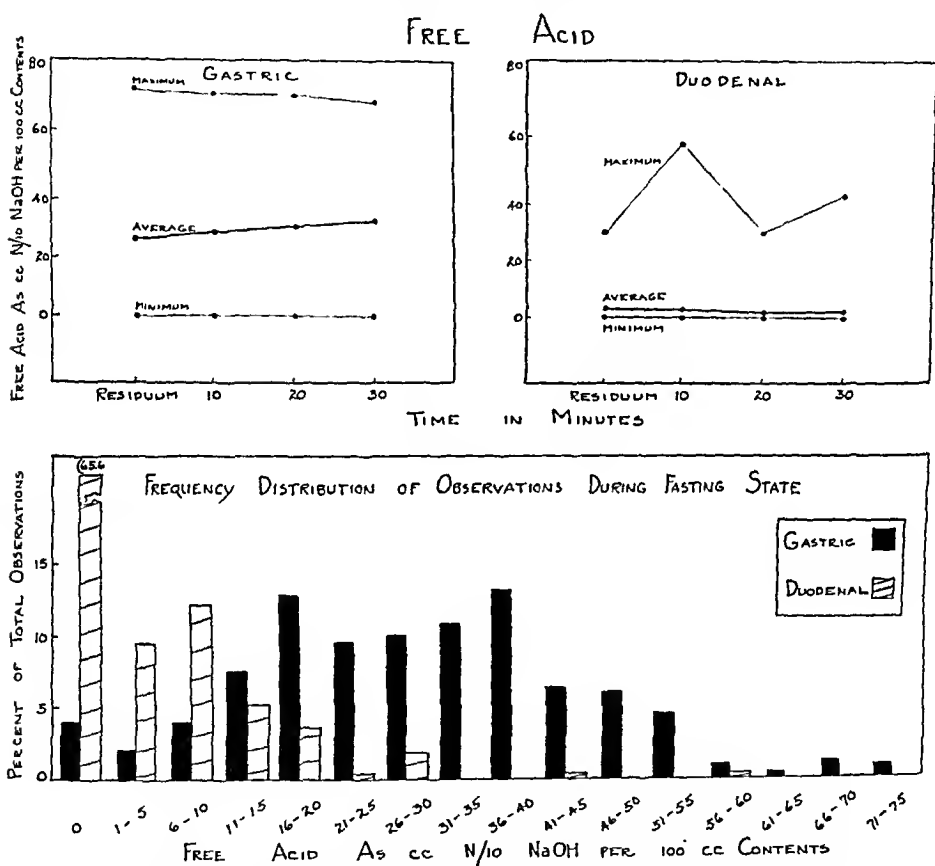 FREE ACID
FREE ACID AS CC N/10 NAOH PER 100 CC CONTENTS
80
60
40
20
0
GASTRIC
MAXIMUM
AVERAGE
MINIMUM
RESIDUUM 10 20 30
80
60
40
20
0
DUODENAL
MAXIMUM
AVERAGE
MINIMUM
RESIDUUM 10 20 30
TIME IN MINUTES
PERCENT OF TOTAL OBSERVATIONS
15
10
5
0
65.6
FREQUENCY DISTRIBUTION OF OBSERVATIONS DURING FASTING STATE
GASTRIC
DUODENAL
0 1-5 6-10 11-15 16-20 21-25 26-30 31-35 36-40 41-45 46-50 51-55 56-60 61-65 66-70 71-75
FREE ACID AS CC N/10 NAOH PER 100 CC CONTENTS